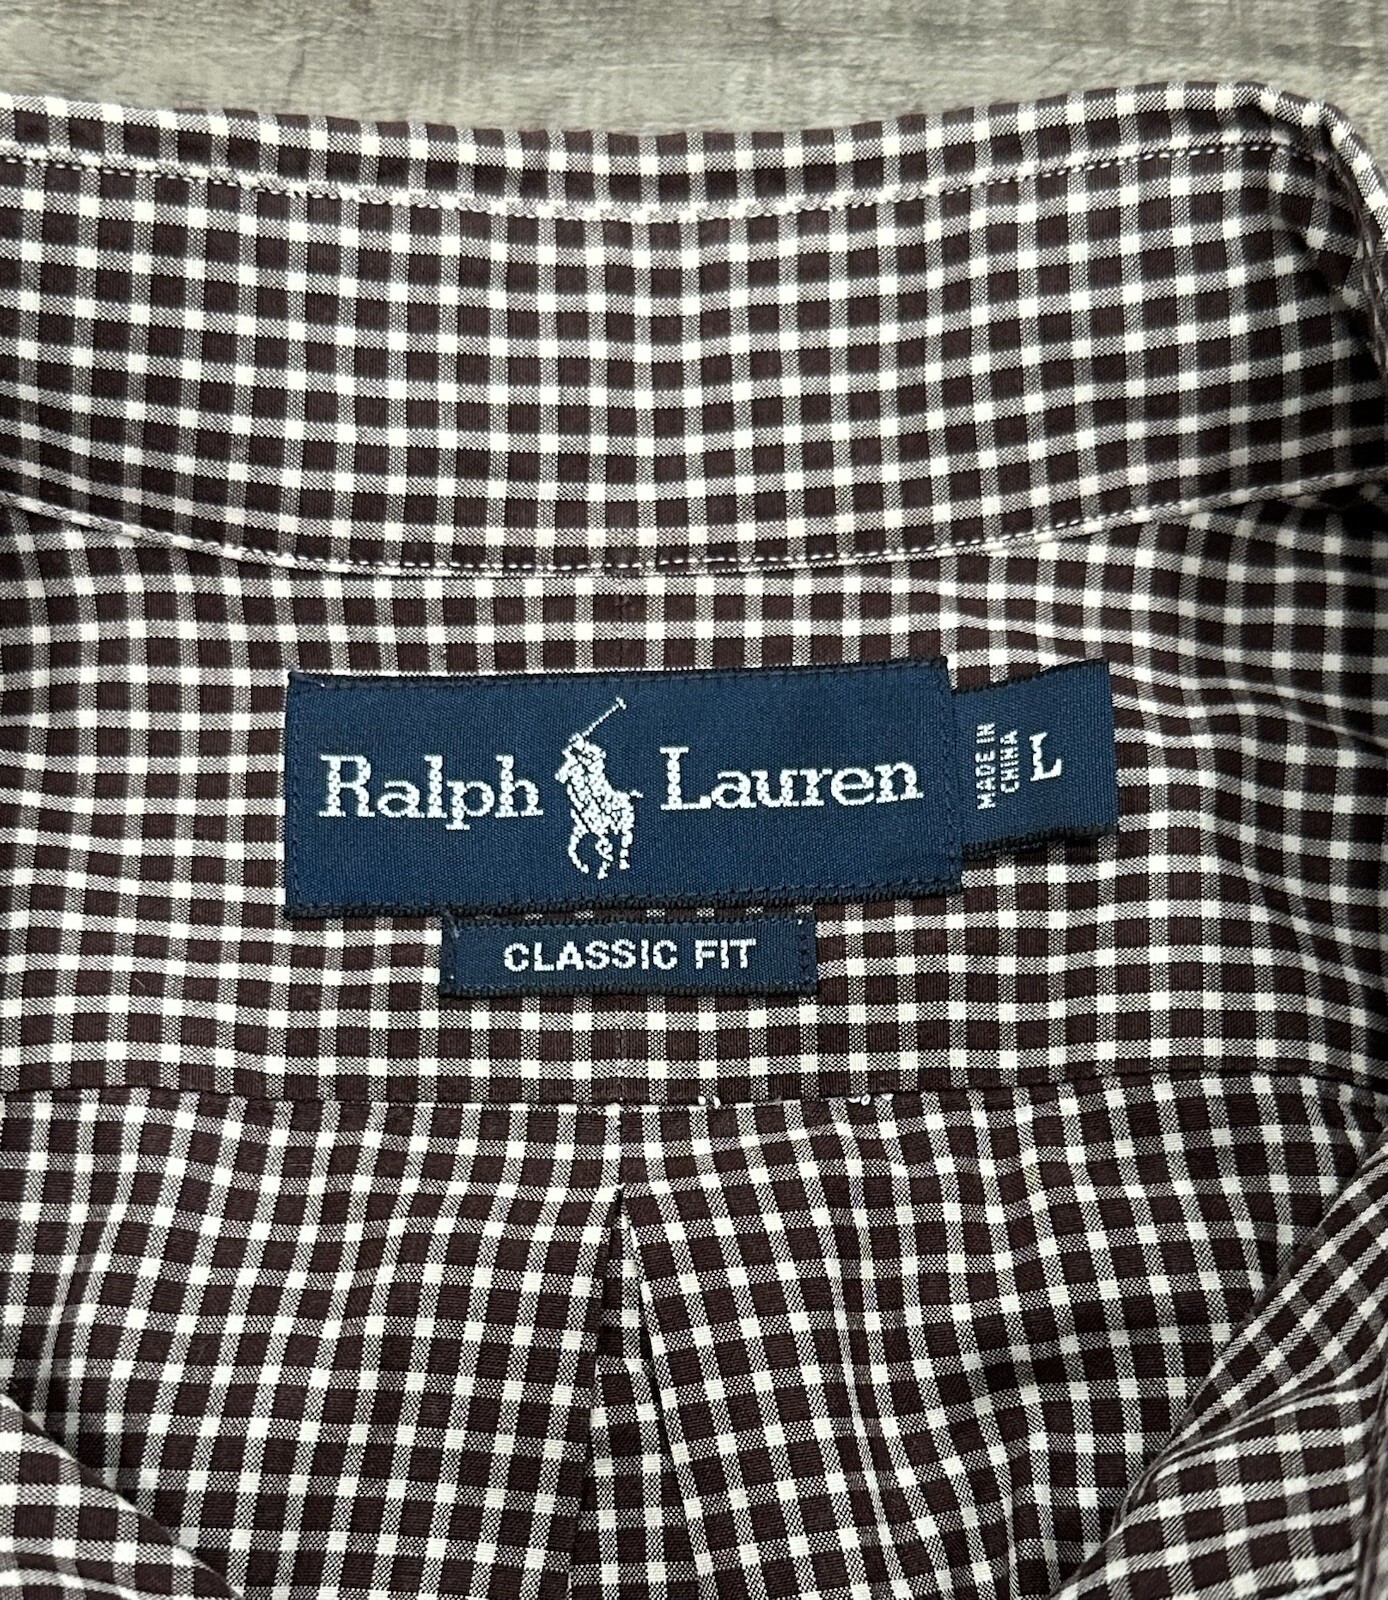 Ralph Lauren
MADE IN
CHINA
L
CLASSIC FIT